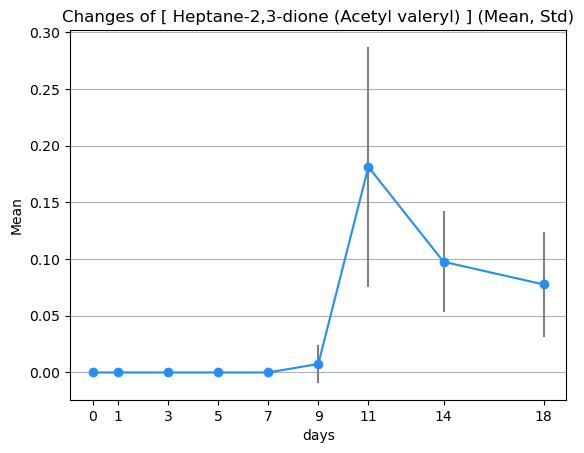 Changes of [ Heptane-2,3-dione (Acetyl valeryl) ] (Mean, Std)
0.30
0.25
0.20
0.15
0.10
0.05
0.00
Mean
0 1 3 5 7 9 11 14 18
days